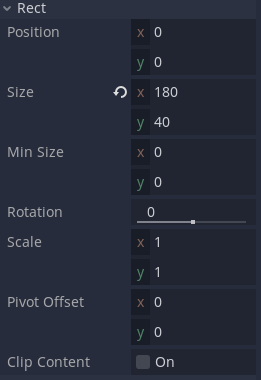 Rect
Position x 0
y 0
Size x 180
y 40
Min Size x 0
y 0
Rotation 0
Scale x 1
y 1
Pivot Offset x 0
y 0
Clip Content On